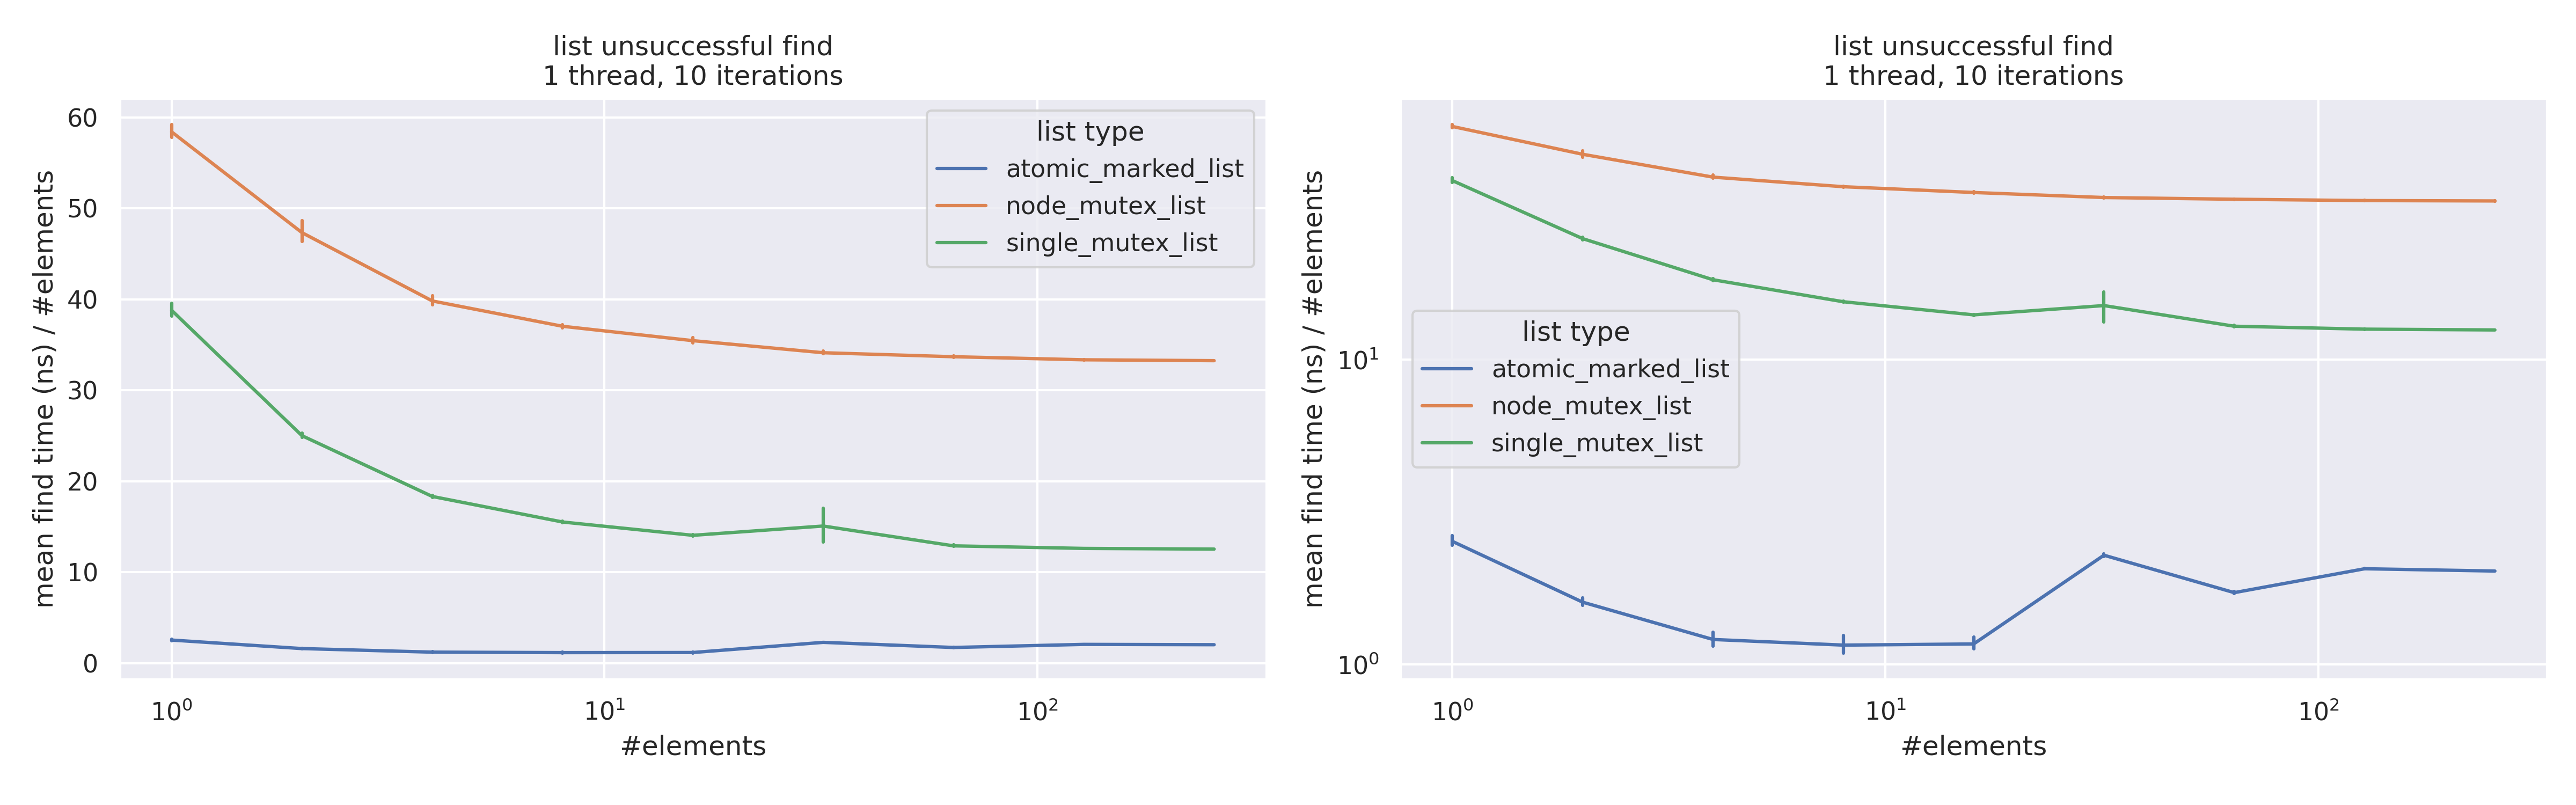 list unsuccessful find
1 thread, 10 iterations
mean find time (ns) / #elements
60
50
40
30
20
10
0
list type
atomic_marked_list
node_mutex_list
single_mutex_list
10⁰
10¹
10²
#elements
list unsuccessful find
1 thread, 10 iterations
mean find time (ns) / #elements
10¹
10⁰
list type
atomic_marked_list
node_mutex_list
single_mutex_list
10⁰
10¹
10²
#elements